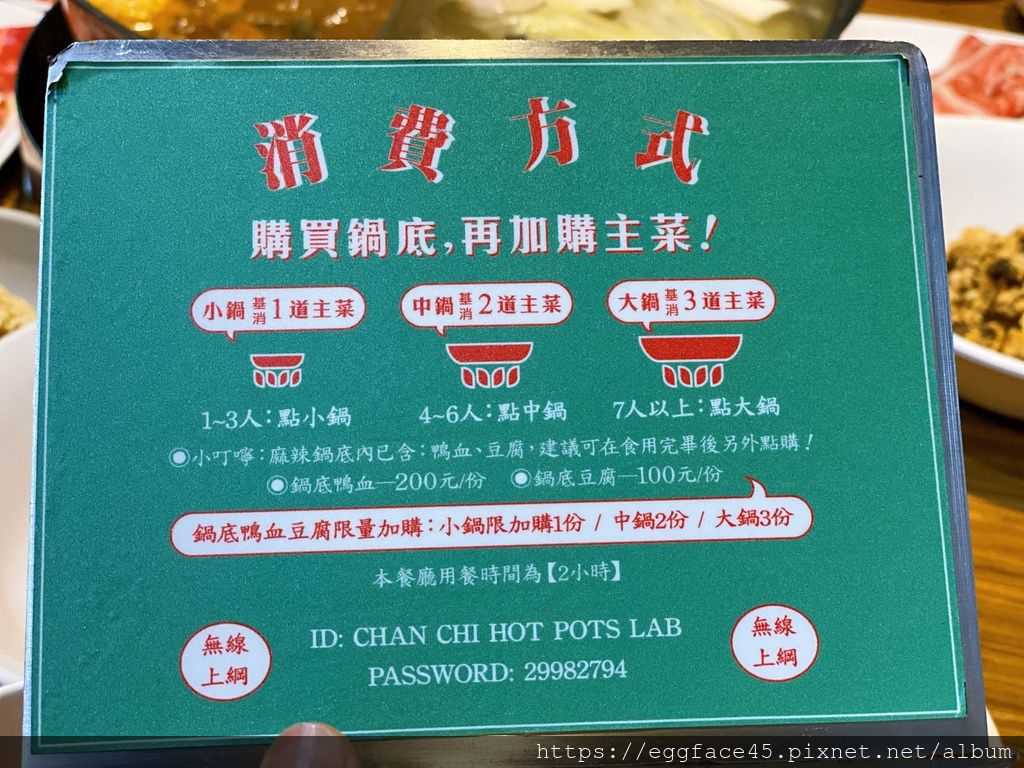 消費方式
購買鍋底,再加購主菜!
小鍋基消1道主菜 中鍋基消2道主菜 大鍋基消3道主菜
1~3人:點小鍋 4~6人:點中鍋 7人以上:點大鍋
◉小叮嚀:麻辣鍋底內已含:鴨血、豆腐,建議可在食用完畢後另外點購!
◉鍋底鴨血—200元/份 ◉鍋底豆腐—100元/份
鍋底鴨血豆腐限量加購:小鍋限加購1份 / 中鍋2份 / 大鍋3份
本餐廳用餐時間為【2小時】
無線上網
ID: CHAN CHI HOT POTS LAB
PASSWORD: 29982794
無線上網
https://eggface45.pixnet.net/album